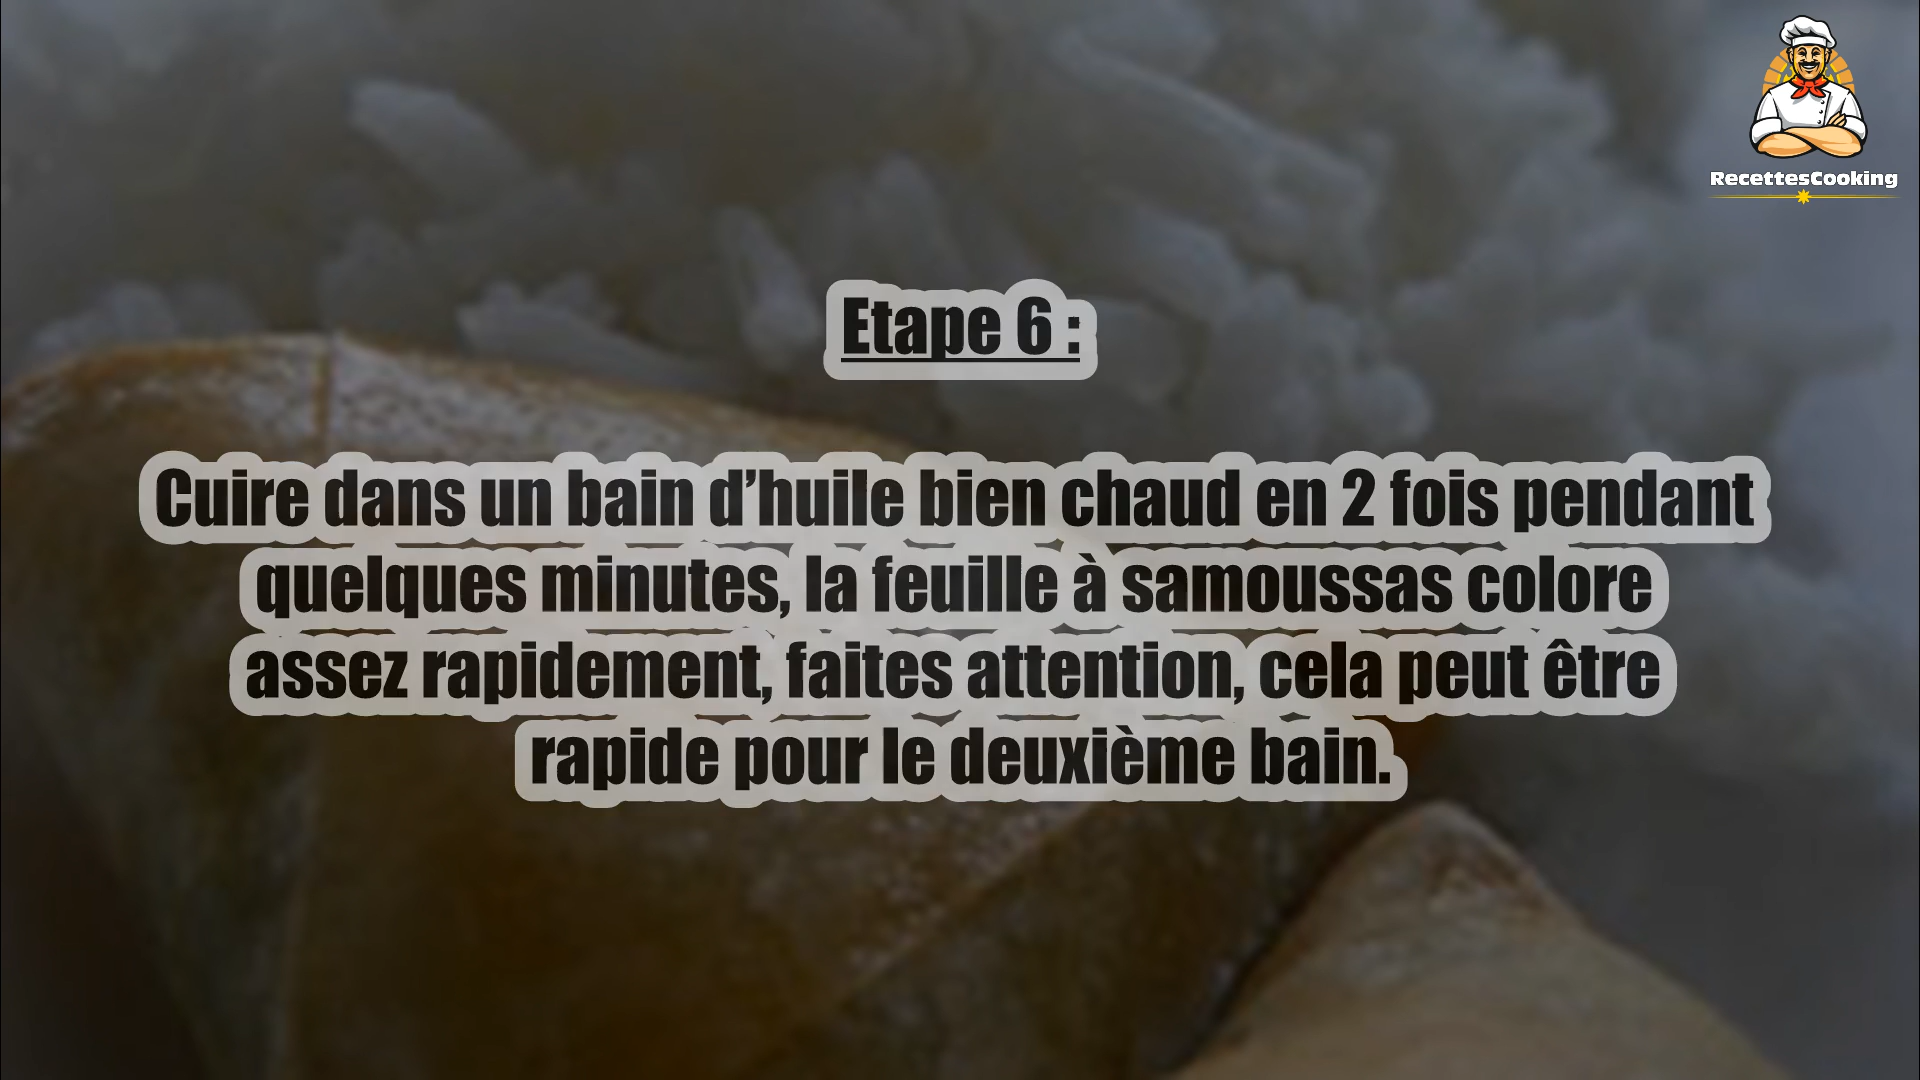 RecettesCooking
Etape 6 :
Cuire dans un bain d’huile bien chaud en 2 fois pendant
quelques minutes, la feuille à samoussas colore
assez rapidement, faites attention, cela peut être
rapide pour le deuxième bain.